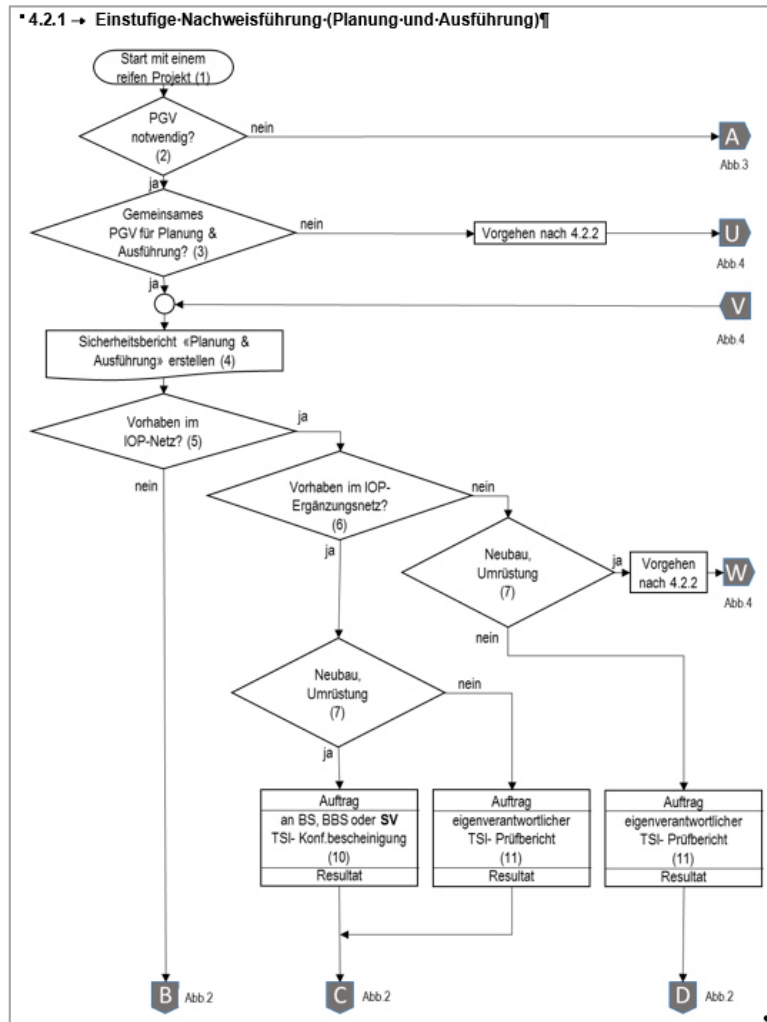 ▪ 4.2.1 → Einstufige·Nachweisführung·(Planung·und·Ausführung)¶
Start mit einem
reifen Projekt (1)
PGV
notwendig?
(2)
nein
A
Abb.3
ja
Gemeinsames
PGV für Planung &
Ausführung? (3)
nein
Vorgehen nach 4.2.2
U
Abb.4
ja
V
Abb.4
Sicherheitsbericht «Planung &
Ausführung» erstellen (4)
Vorhaben im
IOP-Netz? (5)
ja
nein
Vorhaben im IOP-
Ergänzungsnetz?
(6)
nein
ja
Neubau,
Umrüstung
(7)
ja
Vorgehen
nach 4.2.2
W
Abb.4
nein
Neubau,
Umrüstung
(7)
nein
ja
Auftrag
an BS, BBS oder SV
TSI- Konf.bescheinigung
(10)
Resultat
Auftrag
eigenverantwortlicher
TSI- Prüfbericht
(11)
Resultat
Auftrag
eigenverantwortlicher
TSI- Prüfbericht
(11)
Resultat
B
Abb.2
C
Abb.2
D
Abb.2